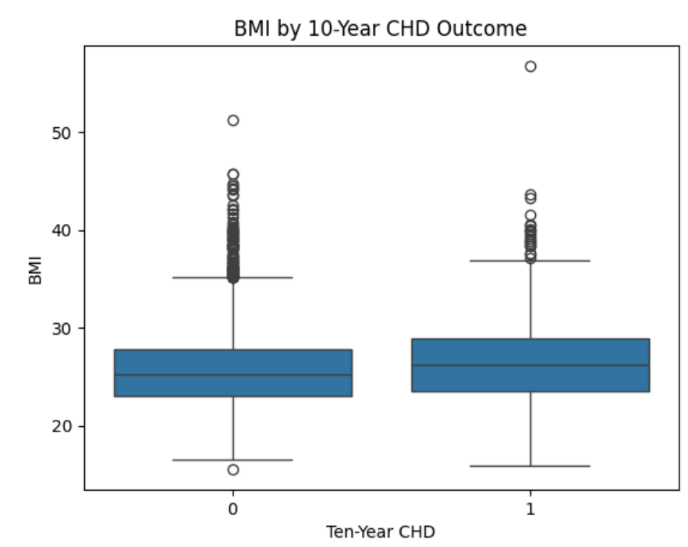 BMI by 10-Year CHD Outcome
50
40
30
20
BMI
0
1
Ten-Year CHD